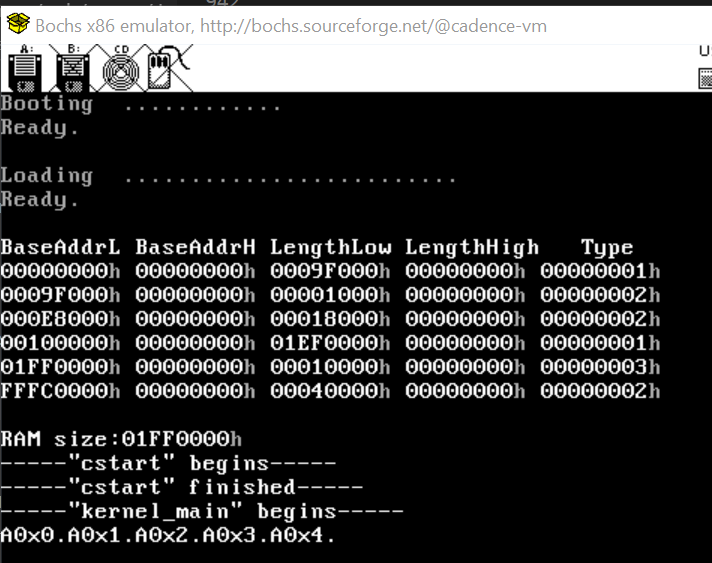 942
Bochs x86 emulator, http://bochs.sourceforge.net/@cadence-vm
A: B: CD
Booting ............
Ready.
Loading ..........................
Ready.
BaseAddrL BaseAddrH LengthLow LengthHigh Type
00000000h 00000000h 0009F000h 00000000h 00000001h
0009F000h 00000000h 00001000h 00000000h 00000002h
000E8000h 00000000h 00018000h 00000000h 00000002h
00100000h 00000000h 01EF0000h 00000000h 00000001h
01FF0000h 00000000h 00010000h 00000000h 00000003h
FFFC0000h 00000000h 00040000h 00000000h 00000002h
RAM size:01FF0000h
-----"cstart" begins-----
-----"cstart" finished-----
-----"kernel_main" begins-----
A0x0.A0x1.A0x2.A0x3.A0x4.